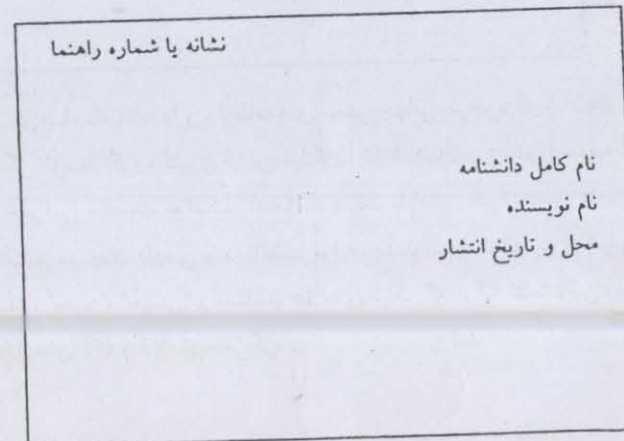 نشانه یا شماره راهنما
نام کامل دانشنامه
نام نویسنده
محل و تاریخ انتشار